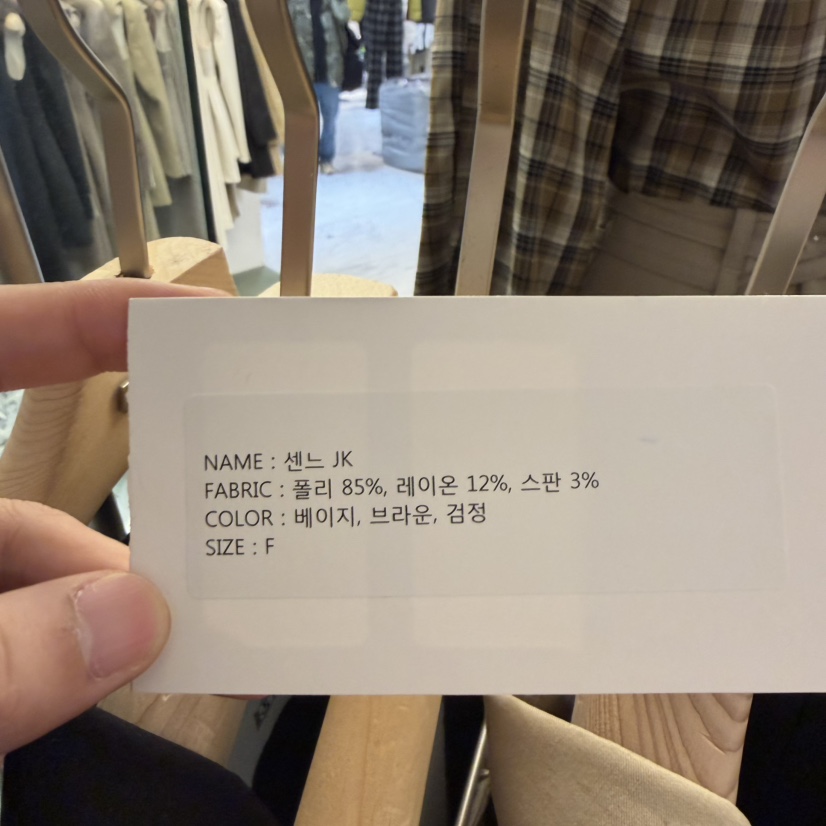 NAME : 센느 JK
FABRIC : 폴리 85%, 레이온 12%, 스판 3%
COLOR : 베이지, 브라운, 검정
SIZE : F